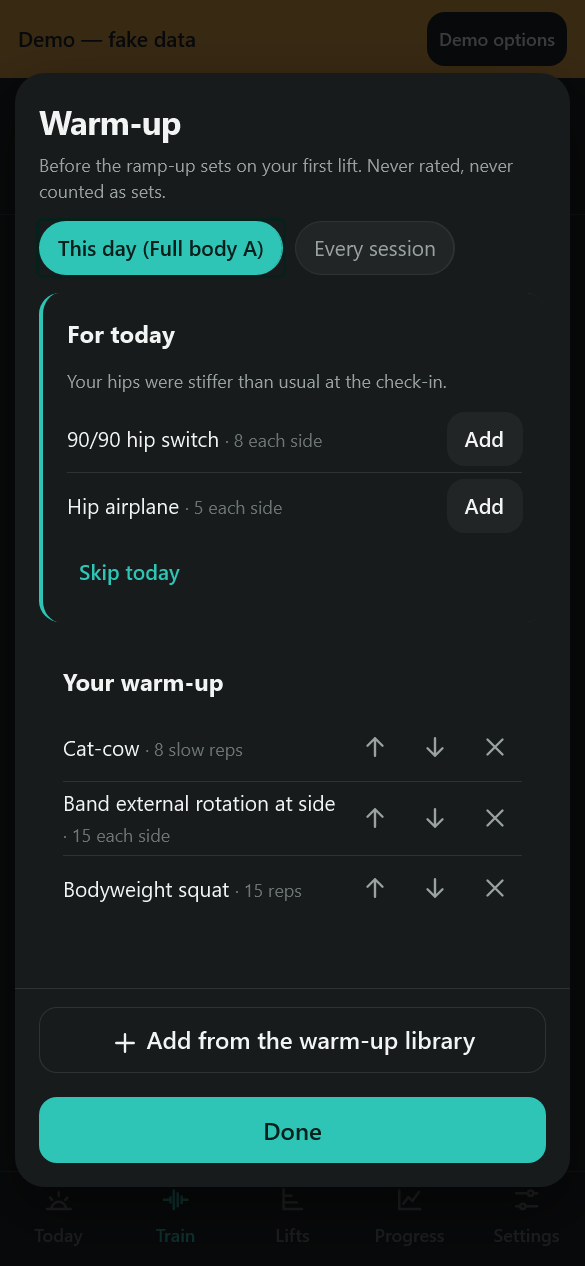 Demo — fake data
Demo options
Warm-up
Before the ramp-up sets on your first lift. Never rated, never
counted as sets.
This day (Full body A)
Every session
For today
Your hips were stiffer than usual at the check-in.
90/90 hip switch · 8 each side
Add
Hip airplane · 5 each side
Add
Skip today
Your warm-up
Cat-cow · 8 slow reps
Band external rotation at side
· 15 each side
Bodyweight squat · 15 reps
Add from the warm-up library
Done
Today
Train
Lifts
Progress
Settings